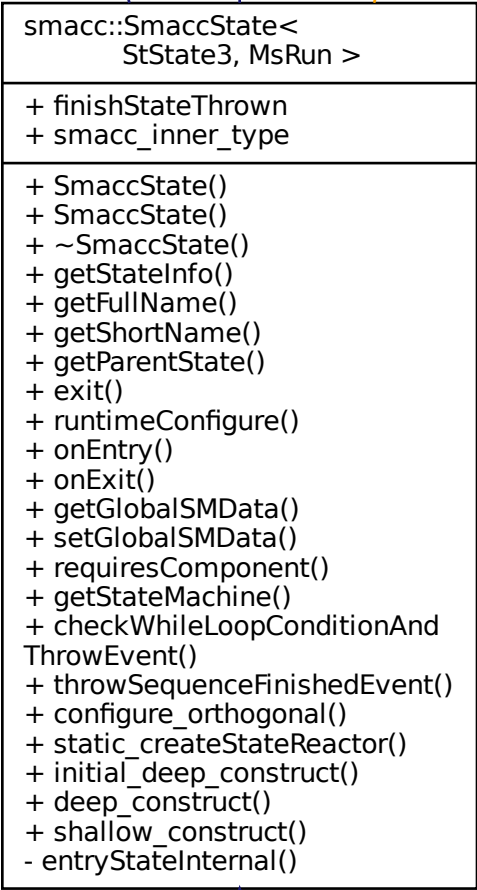 smacc::SmaccState<
StState3, MsRun >
+ finishStateThrown
+ smacc_inner_type
+ SmaccState()
+ SmaccState()
+ ~SmaccState()
+ getStateInfo()
+ getFullName()
+ getShortName()
+ getParentState()
+ exit()
+ runtimeConfigure()
+ onEntry()
+ onExit()
+ getGlobalSMData()
+ setGlobalSMData()
+ requiresComponent()
+ getStateMachine()
+ checkWhileLoopConditionAnd
ThrowEvent()
+ throwSequenceFinishedEvent()
+ configure_orthogonal()
+ static_createStateReactor()
+ initial_deep_construct()
+ deep_construct()
+ shallow_construct()
- entryStateInternal()